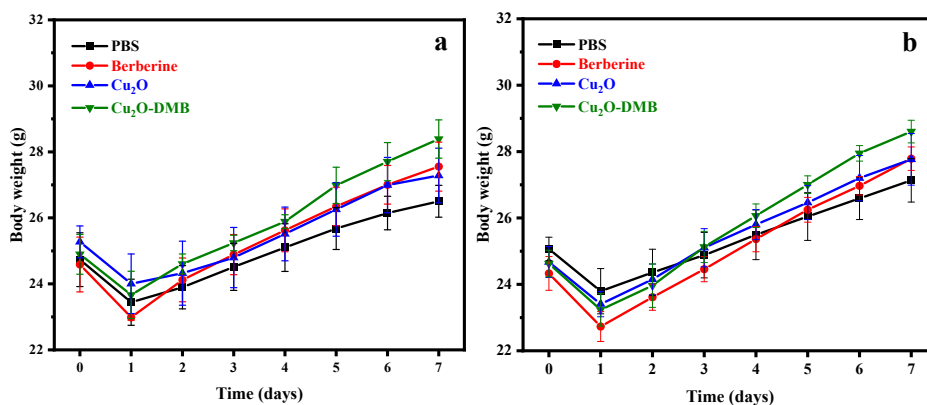 32
30
28
26
24
22
Body weight (g)
a
PBS
Berberine
Cu₂O
Cu₂O-DMB
0 1 2 3 4 5 6 7
Time (days)
32
30
28
26
24
22
Body weight (g)
b
PBS
Berberine
Cu₂O
Cu₂O-DMB
0 1 2 3 4 5 6 7
Time (days)